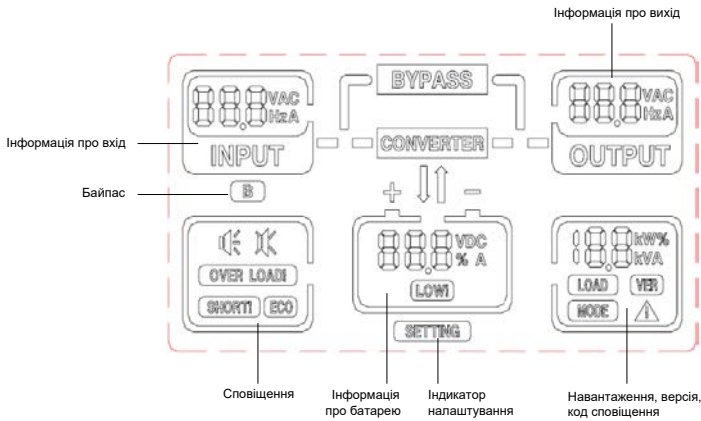 Інформація про вихід
BYPASS
88.8 VAC
HzA
INPUT
CONVERTER
88.8 VAC
HzA
OUTPUT
Інформація про вхід
Байпас
B
+ −
OVER LOAD!
SHORT! ECO
88.8 VDC
% A
LOW!
SETTING
188.8 kW%
kVA
LOAD VER
MODE
Сповіщення
Інформація
про батарею
Індикатор
налаштування
Навантаження, версія,
код сповіщення